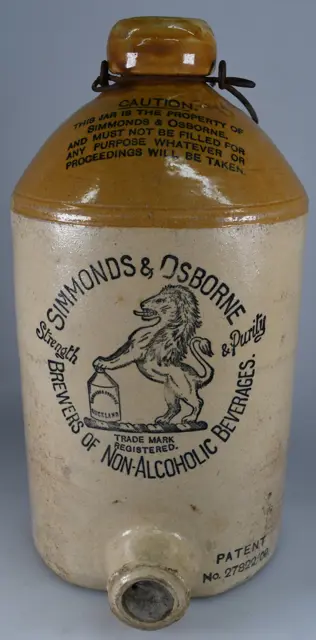 CAUTION.
THIS JAR IS THE PROPERTY OF
SIMMONDS & OSBORNE,
AND MUST NOT BE FILLED FOR
ANY PURPOSE WHATEVER OR
PROCEEDINGS WILL BE TAKEN.
SIMMONDS & OSBORNE
Strength & Purity
BREWERS OF NON-ALCOHOLIC BEVERAGES.
TRADE MARK
REGISTERED.
PATENT
No. 27822/09.